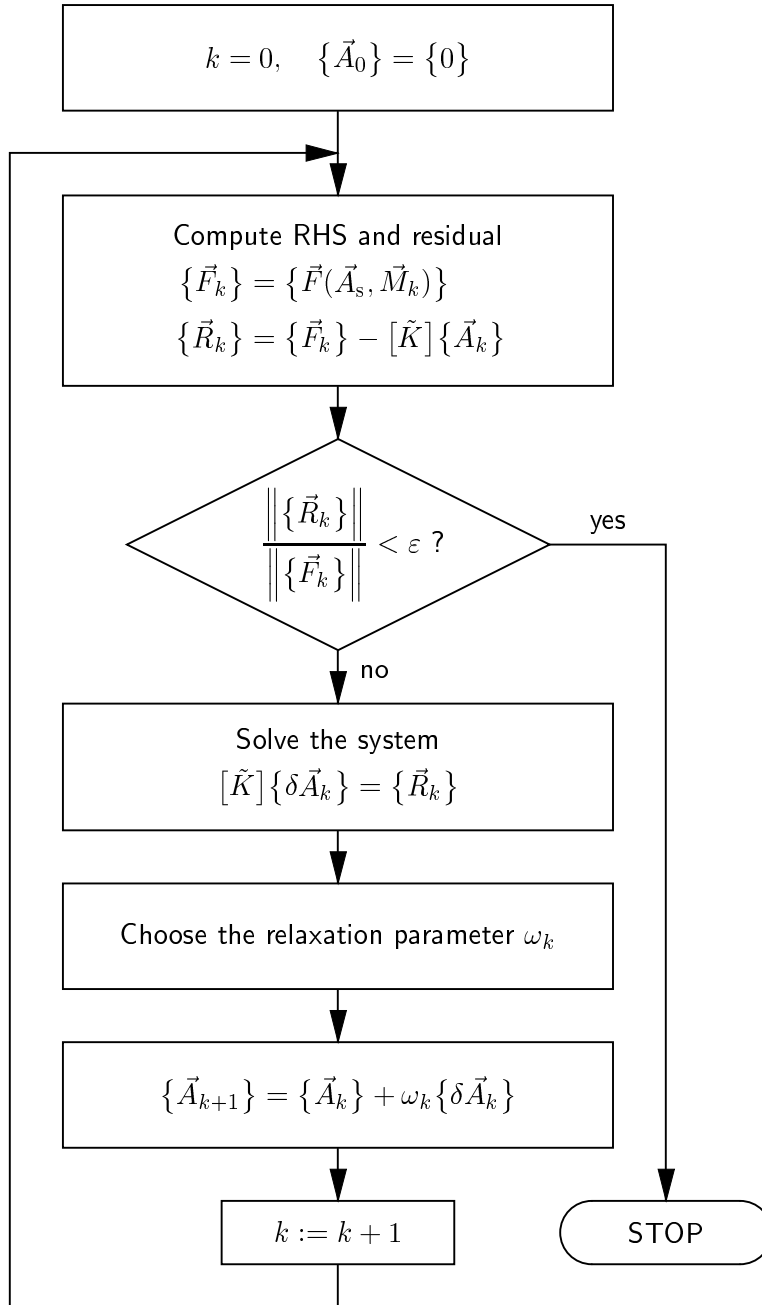 k = 0, {A⃗₀} = {0}
Compute RHS and residual
{F⃗ₖ} = {F⃗(A⃗ₛ, M⃗ₖ)}
{R⃗ₖ} = {F⃗ₖ} − [K̃]{A⃗ₖ}
‖{R⃗ₖ}‖ / ‖{F⃗ₖ}‖ < ε ?
yes
no
Solve the system
[K̃]{δA⃗ₖ} = {R⃗ₖ}
Choose the relaxation parameter ωₖ
{A⃗ₖ₊₁} = {A⃗ₖ} + ωₖ{δA⃗ₖ}
k := k + 1
STOP